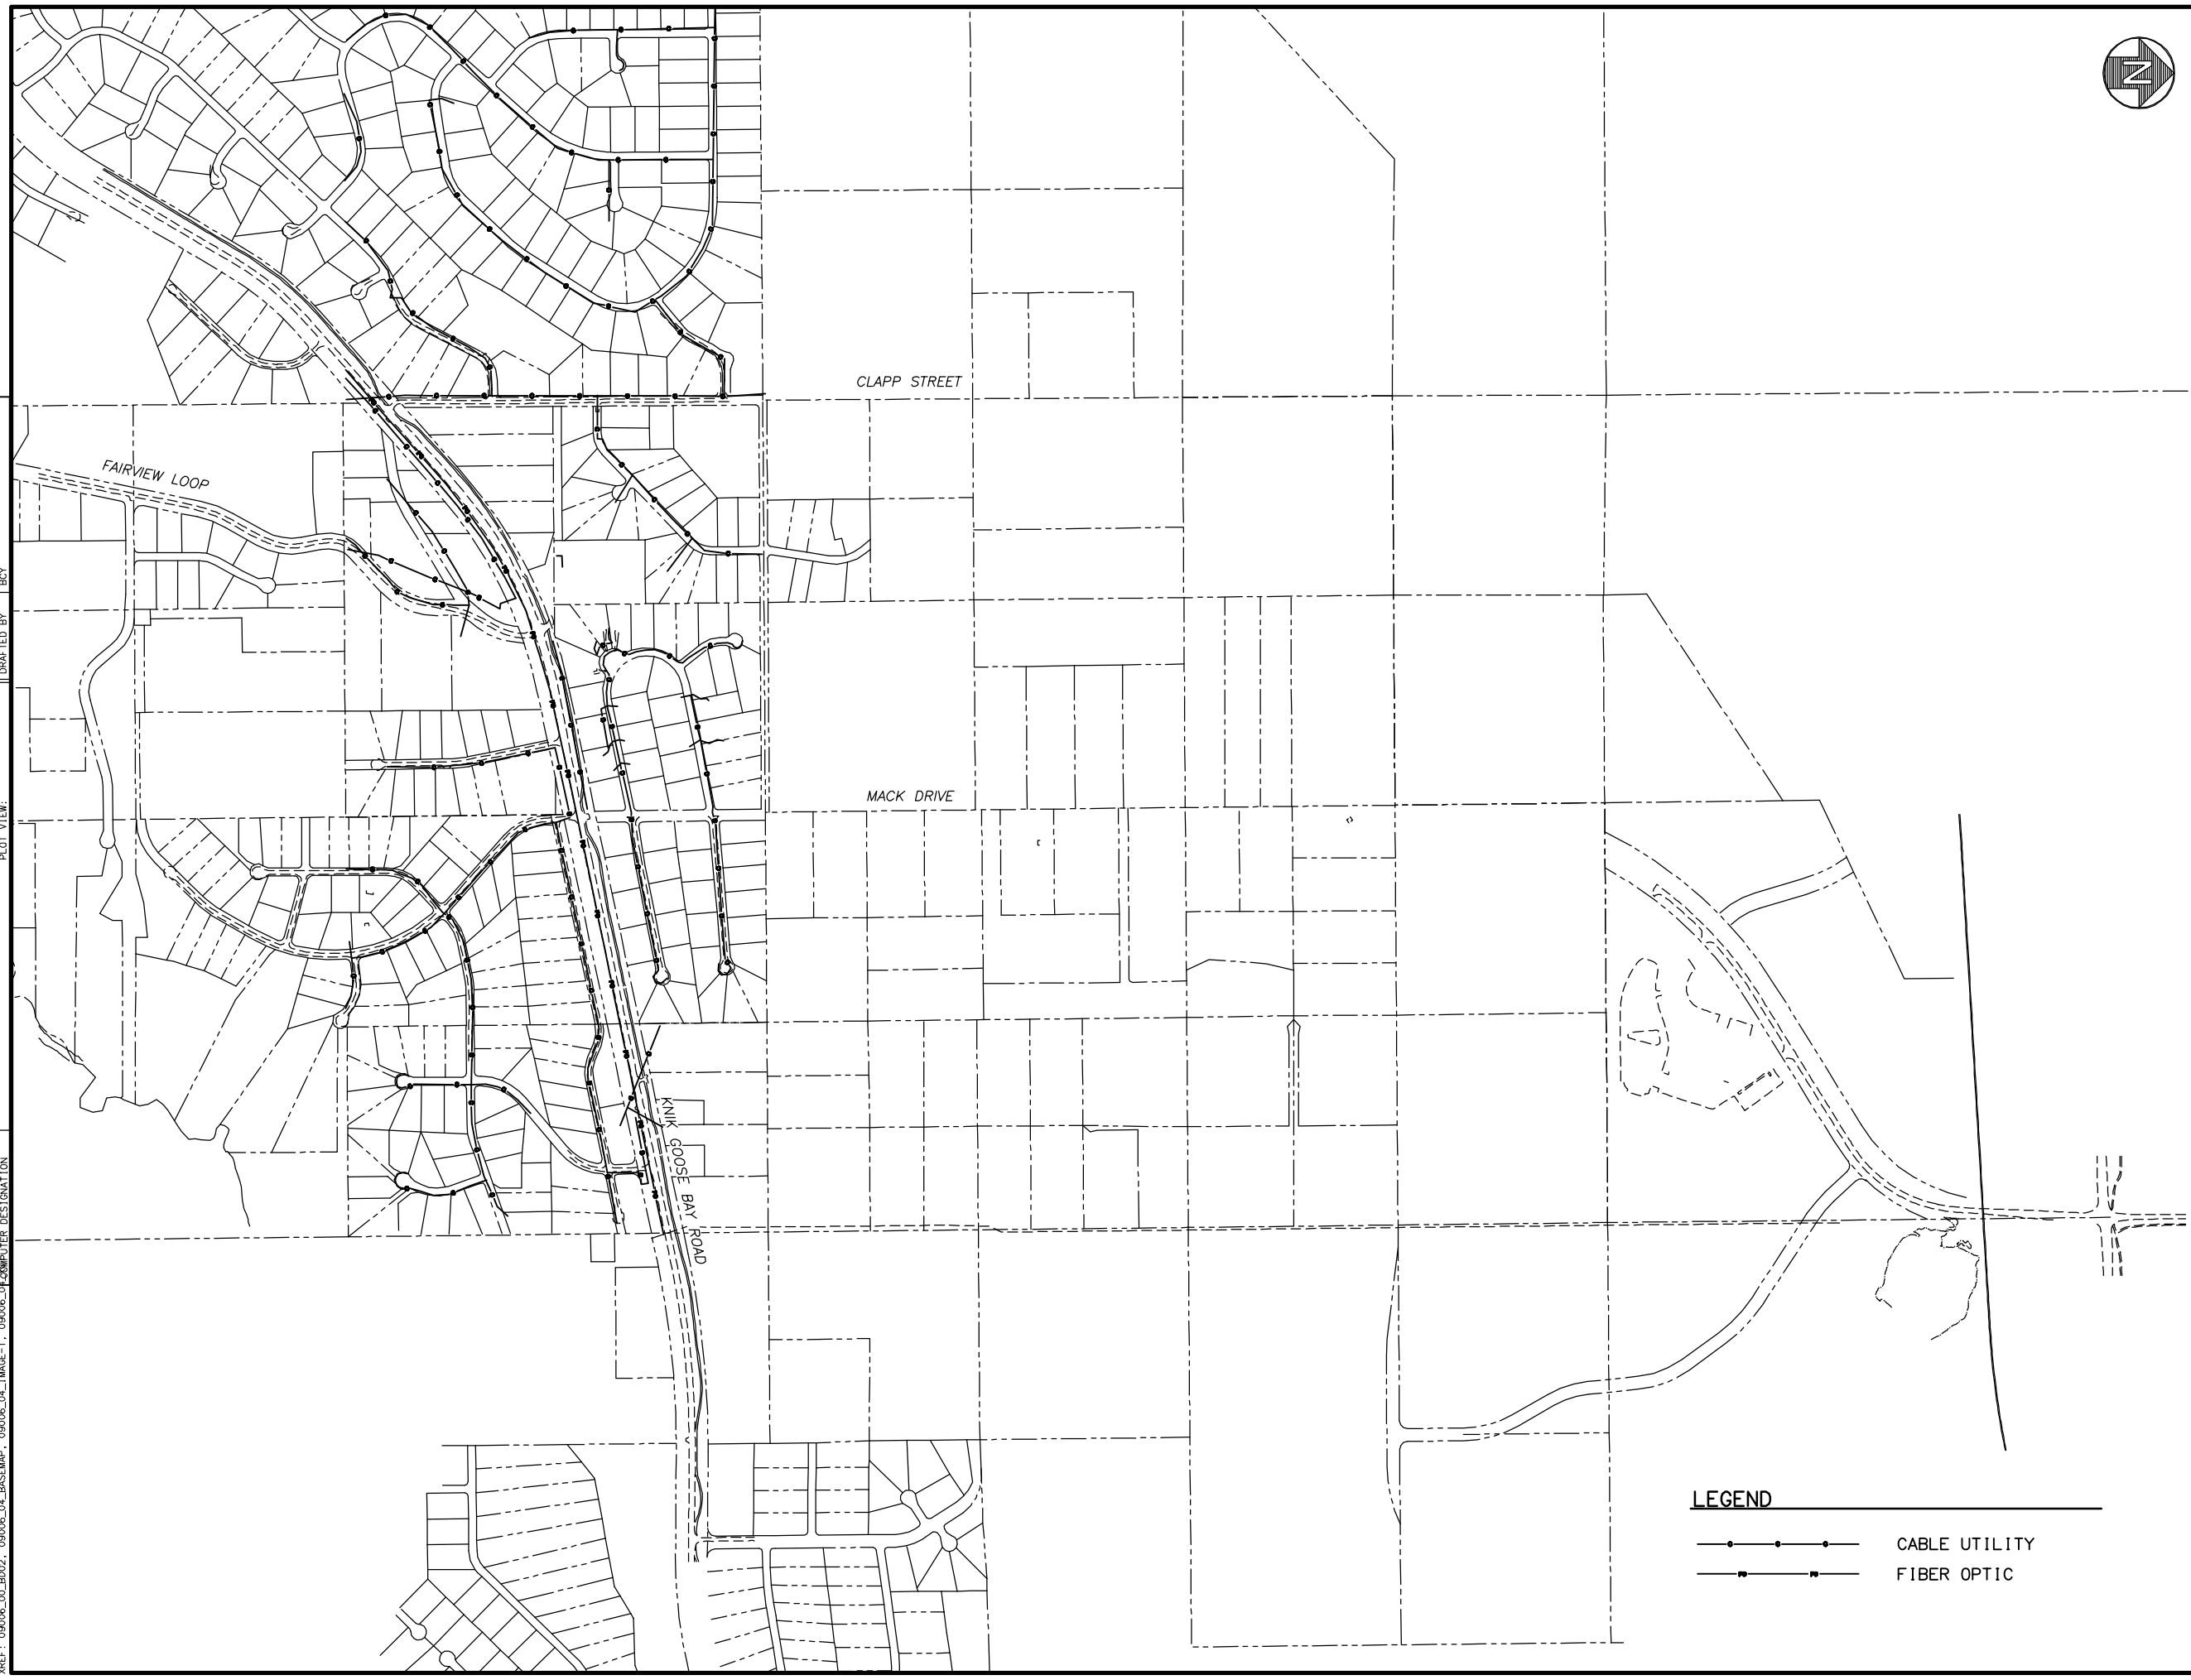 N
CLAPP STREET
FAIRVIEW LOOP
MACK DRIVE
KNIK GOOSE BAY ROAD
LEGEND
CABLE UTILITY
FIBER OPTIC
DRAFTED BY BCY
PLOT VIEW:
COMPUTER DESIGNATION